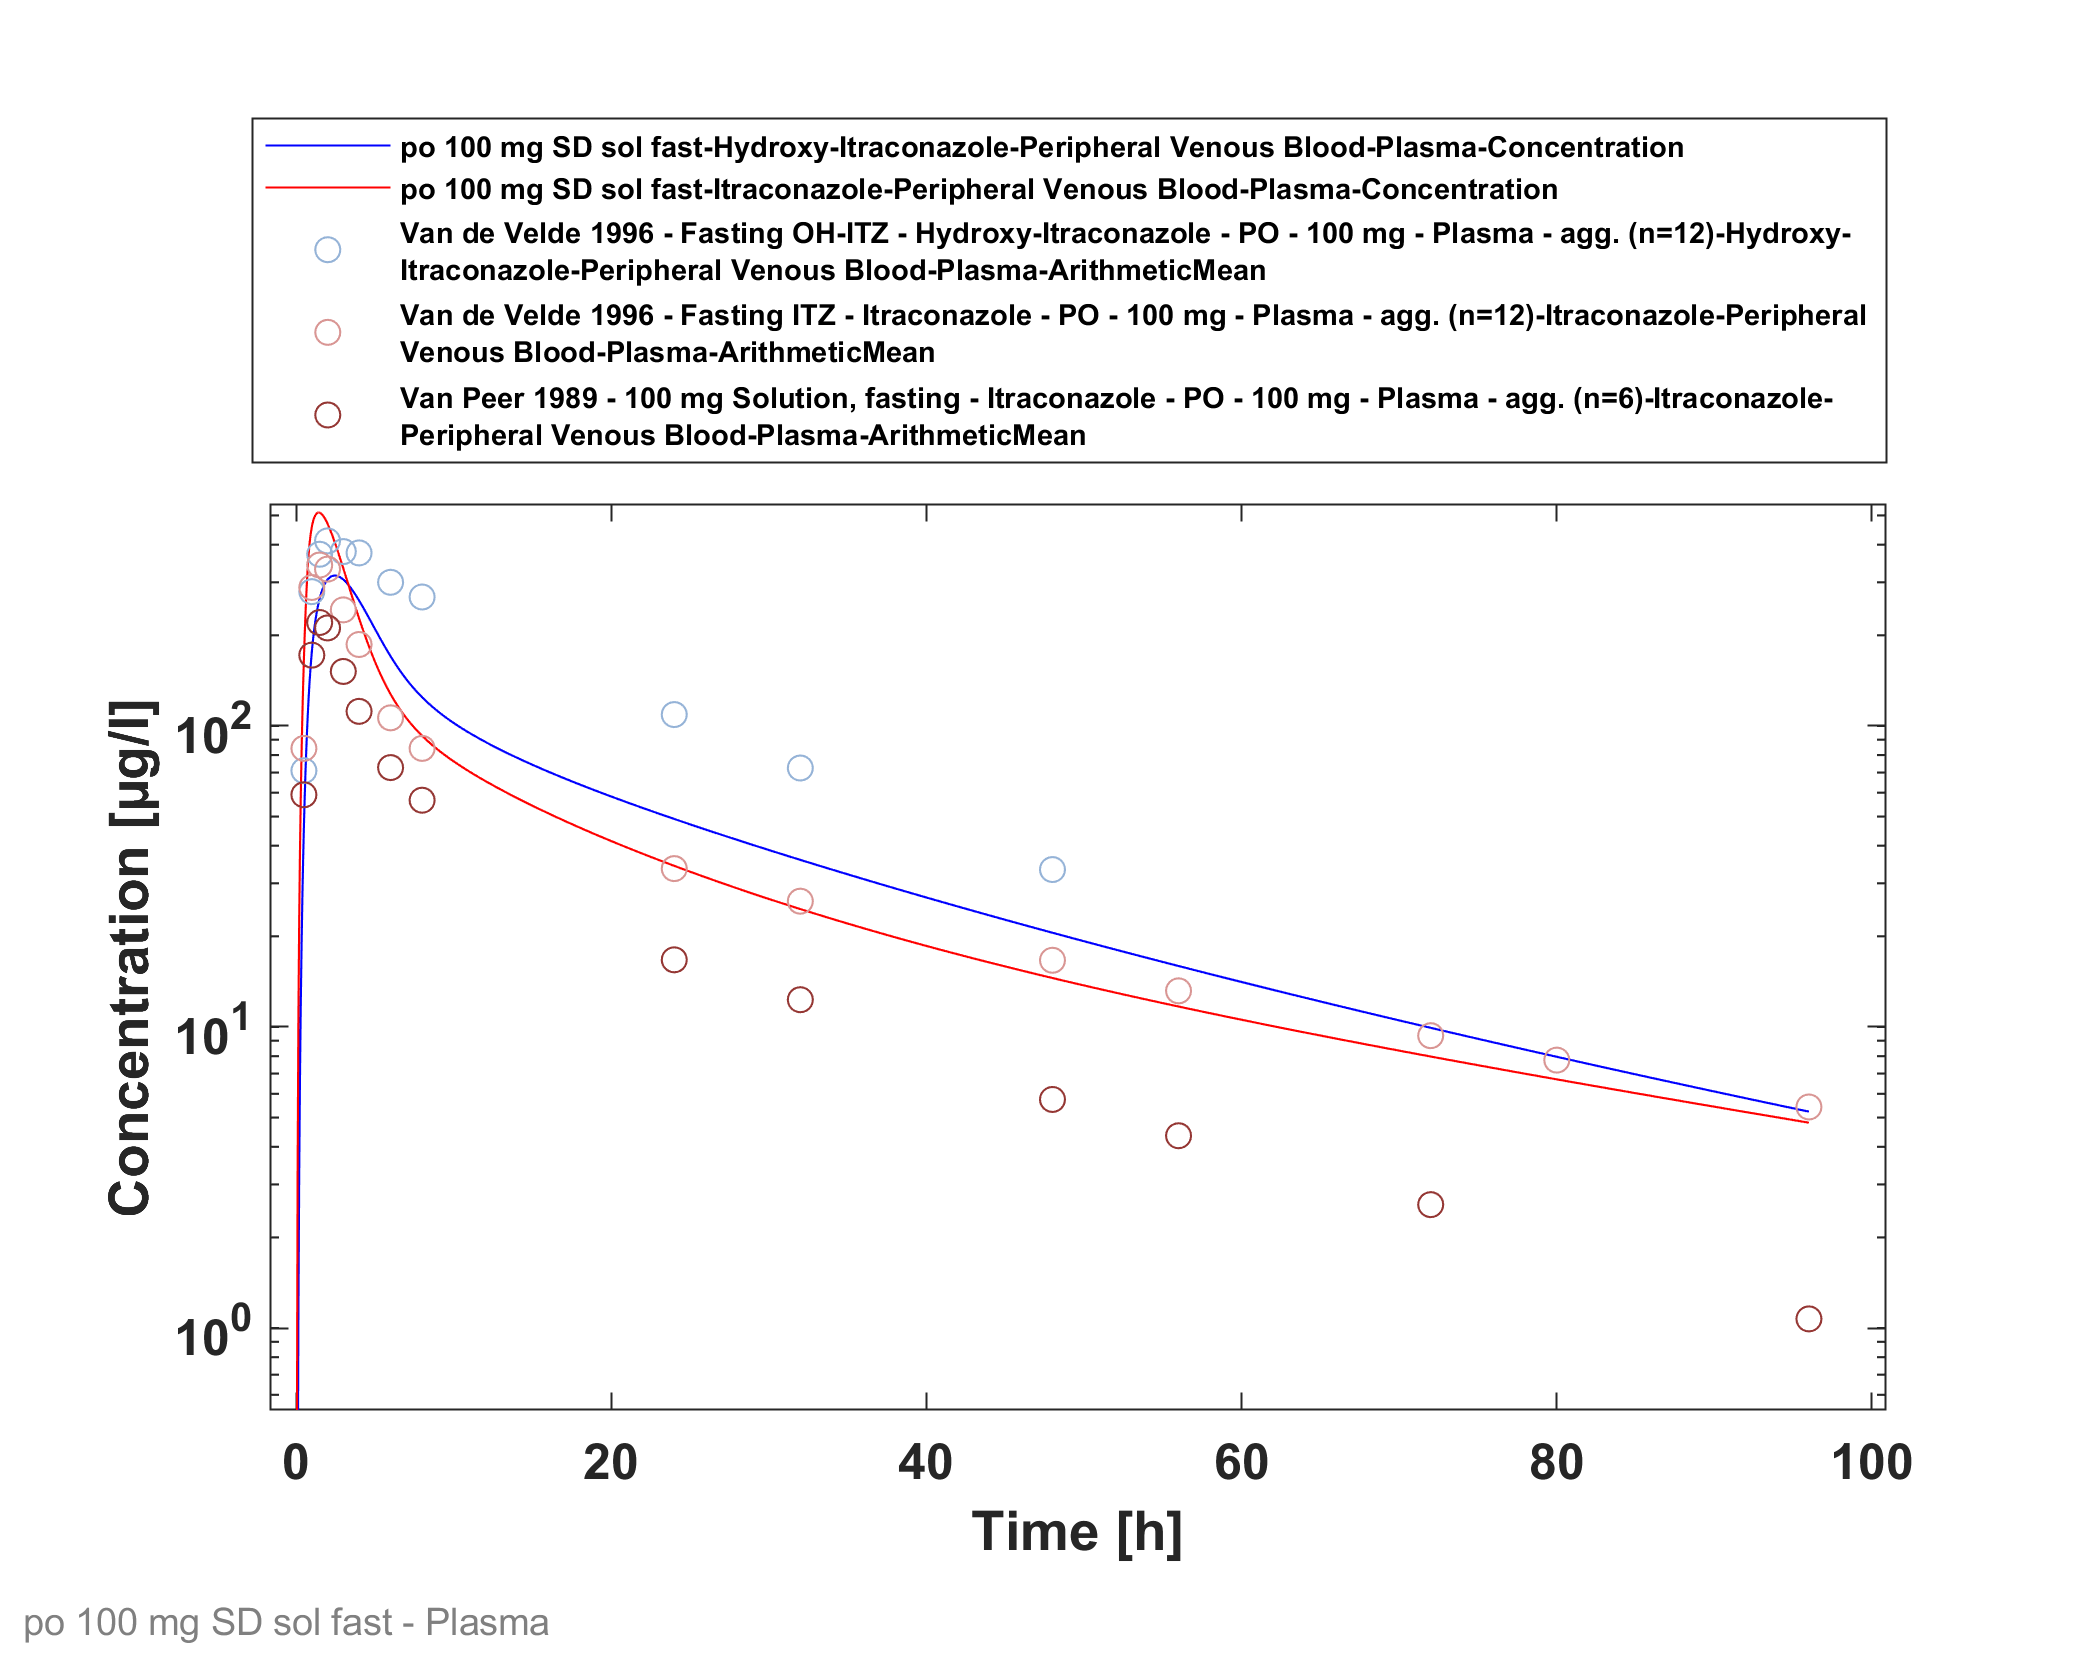 po 100 mg SD sol fast-Hydroxy-Itraconazole-Peripheral Venous Blood-Plasma-Concentration
po 100 mg SD sol fast-Itraconazole-Peripheral Venous Blood-Plasma-Concentration
Van de Velde 1996 - Fasting OH-ITZ - Hydroxy-Itraconazole - PO - 100 mg - Plasma - agg. (n=12)-Hydroxy-
Itraconazole-Peripheral Venous Blood-Plasma-ArithmeticMean
Van de Velde 1996 - Fasting ITZ - Itraconazole - PO - 100 mg - Plasma - agg. (n=12)-Itraconazole-Peripheral
Venous Blood-Plasma-ArithmeticMean
Van Peer 1989 - 100 mg Solution, fasting - Itraconazole - PO - 100 mg - Plasma - agg. (n=6)-Itraconazole-
Peripheral Venous Blood-Plasma-ArithmeticMean
Concentration [µg/l]
10²
10¹
10⁰
0 20 40 60 80 100
Time [h]
po 100 mg SD sol fast - Plasma